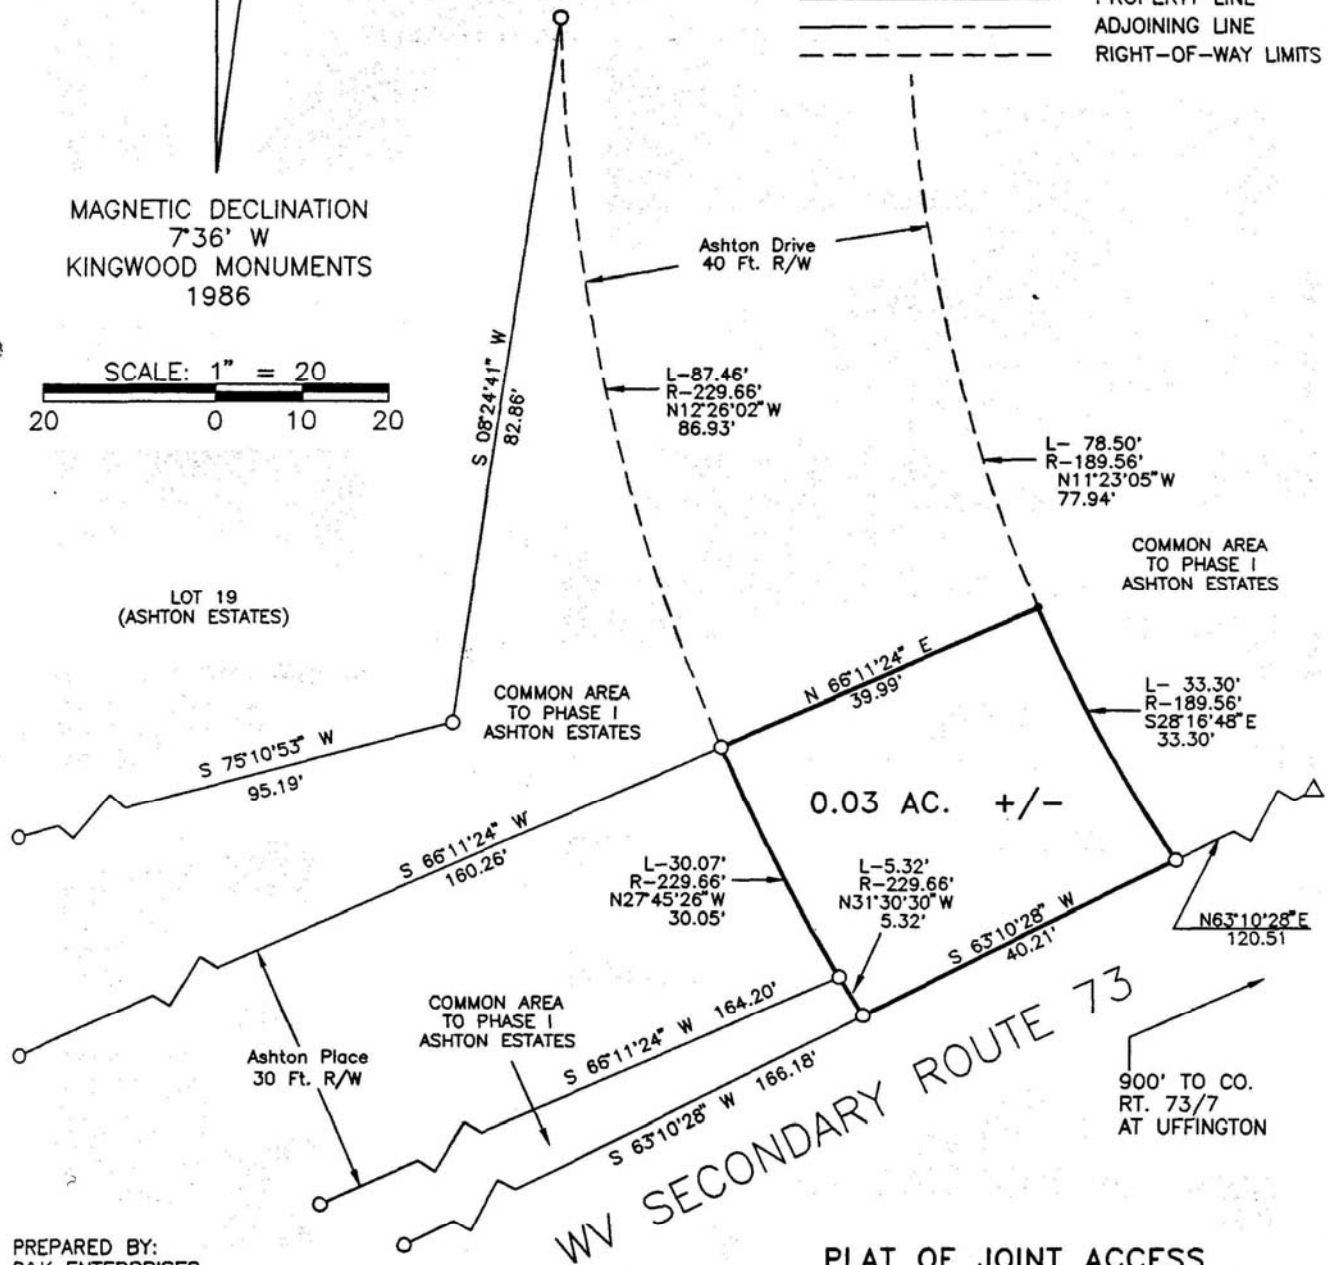 PROPERTY LINE
ADJOINING LINE
RIGHT-OF-WAY LIMITS
MAGNETIC DECLINATION
7°36' W
KINGWOOD MONUMENTS
1986
SCALE: 1" = 20
20 0 10 20
Ashton Drive
40 Ft. R/W
S 08°24'41" W
82.86'
L-87.46'
R-229.66'
N12°26'02"W
86.93'
L- 78.50'
R-189.56'
N11°23'05"W
77.94'
COMMON AREA
TO PHASE I
ASHTON ESTATES
LOT 19
(ASHTON ESTATES)
COMMON AREA
TO PHASE I
ASHTON ESTATES
N 66°11'24" E
39.99'
L- 33.30'
R-189.56'
S28°16'48"E
33.30'
S 75°10'53" W
95.19'
0.03 AC. +/-
S 66°11'24" W
160.26'
L-30.07'
R-229.66'
N27°45'26"W
30.05'
L-5.32'
R-229.66'
N31°30'30"W
5.32'
S 63°10'28" W
40.21'
N63°10'28"E
120.51
COMMON AREA
TO PHASE I
ASHTON ESTATES
Ashton Place
30 Ft. R/W
S 66°11'24" W 164.20'
S 63°10'28" W 166.18'
WV SECONDARY ROUTE 73
900' TO CO.
RT. 73/7
AT UFFINGTON
PREPARED BY:
PLAT OF JOINT ACCESS